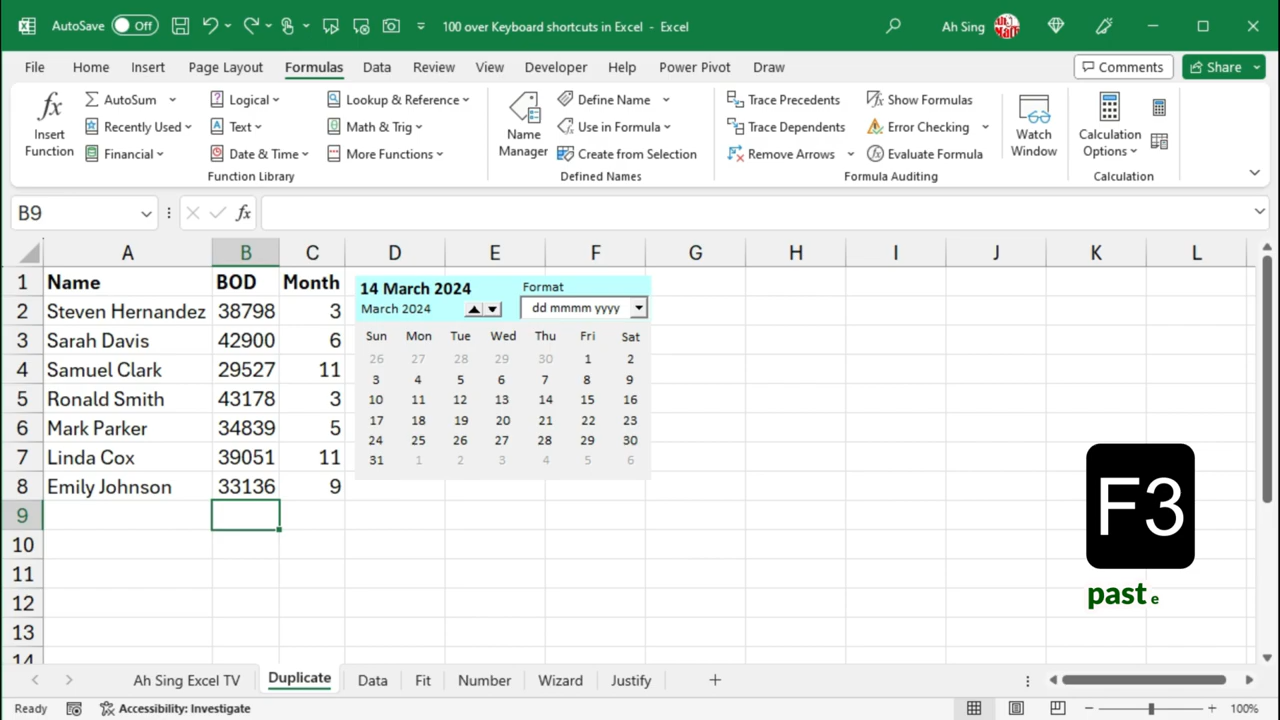 AutoSave Off 100 over Keyboard shortcuts in Excel - Excel Ah Sing
File Home Insert Page Layout Formulas Data Review View Developer Help Power Pivot Draw Comments Share
Insert Function
AutoSum
Recently Used
Financial
Logical
Text
Date & Time
Lookup & Reference
Math & Trig
More Functions
Function Library
Name Manager
Define Name
Use in Formula
Create from Selection
Defined Names
Trace Precedents
Trace Dependents
Remove Arrows
Show Formulas
Error Checking
Evaluate Formula
Formula Auditing
Watch Window
Calculation Options
Calculation
B9 fx
A B C D E F G H I J K L
1 Name BOD Month
2 Steven Hernandez 38798 3
3 Sarah Davis 42900 6
4 Samuel Clark 29527 11
5 Ronald Smith 43178 3
6 Mark Parker 34839 5
7 Linda Cox 39051 11
8 Emily Johnson 33136 9
9
10
11
12
13
14
14 March 2024 Format
March 2024 dd mmmm yyyy
Sun Mon Tue Wed Thu Fri Sat
26 27 28 29 30 1 2
3 4 5 6 7 8 9
10 11 12 13 14 15 16
17 18 19 20 21 22 23
24 25 26 27 28 29 30
31 1 2 3 4 5 6
F3
past e
Ah Sing Excel TV Duplicate Data Fit Number Wizard Justify
Ready Accessibility: Investigate 100%